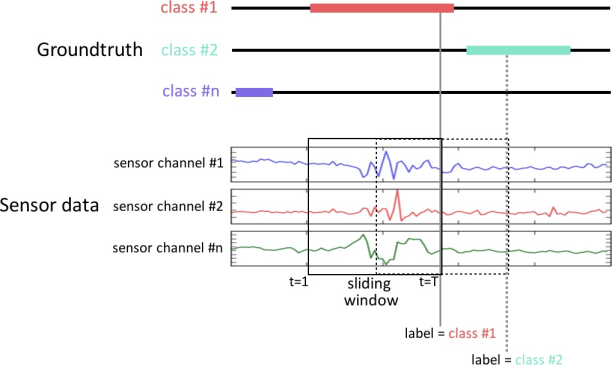 class #1
Groundtruth class #2
class #n
sensor channel #1
Sensor data sensor channel #2
sensor channel #n
t=1 sliding window t=T
label = class #1
label = class #2